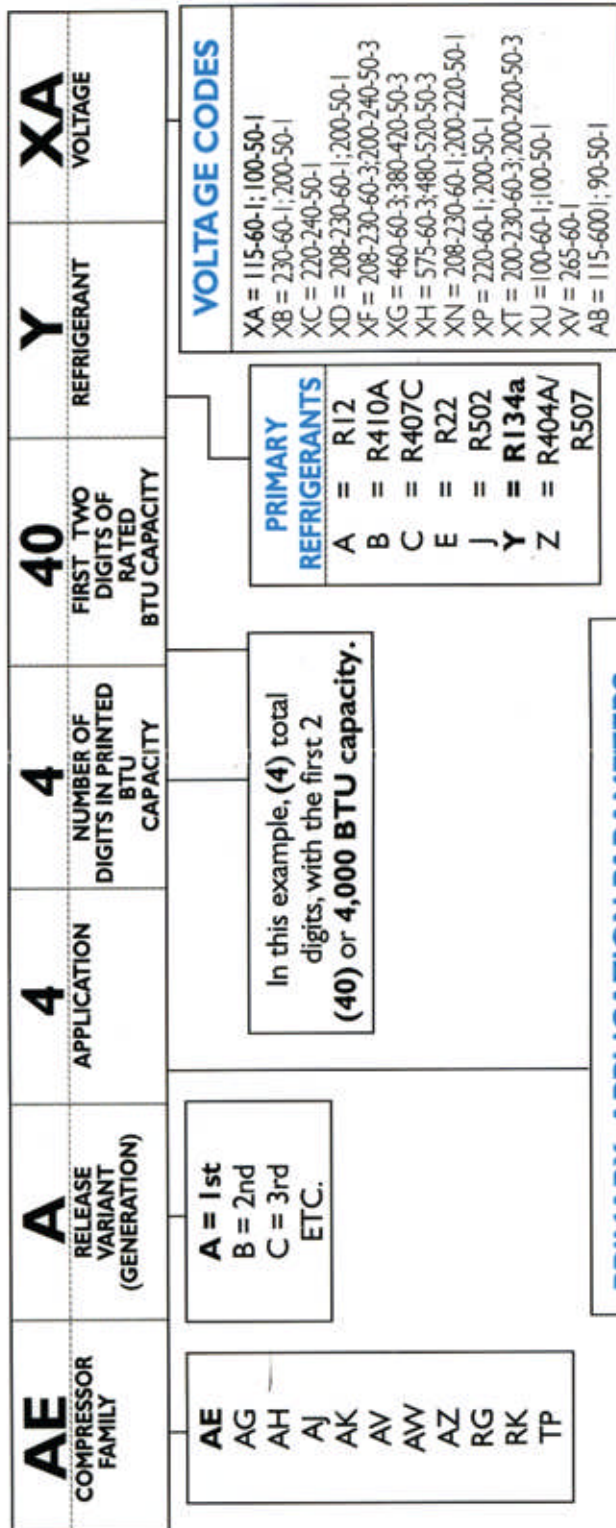 AE
COMPRESSOR
FAMILY
A
RELEASE
VARIANT
(GENERATION)
4
APPLICATION
4
NUMBER OF
DIGITS IN PRINTED
BTU
CAPACITY
40
FIRST TWO
DIGITS OF
RA TED
BTU CAPACITY
Y
REFRIGERANT
XA
VOLTAGE
AE
AG
AH
AJ
AK
AV
AW
AZ
RG
RK
TP
A = 1st
B = 2nd
C = 3rd
ETC.
In this example, (4) total
digits, with the first 2
(40) or 4,000 BTU capacity.
PRIMARY
REFRIGERANTS
A = R12
B = R410A
C = R407C
E = R22
J = R502
Y = R134a
Z = R404A/
R507
VOLTAGE CODES
XA = 115-60-1; 100-50-1
XB = 230-60-1; 200-50-1
XC = 220-240-50-1
XD = 208-230-60-1; 200-50-1
XF = 208-230-60-3; 200-240-50-3
XG = 460-60-3; 380-420-50-3
XH = 575-60-3; 480-520-50-3
XN = 208-230-60-1; 200-220-50-1
XP = 220-60-1; 200-50-1
XT = 200-230-60-3; 200-220-50-3
XU = 100-60-1; 100-50-1
XV = 265-60-1
AB = 115-6001; 90-50-1
PRIMARY APPLICATION PARAMETERS